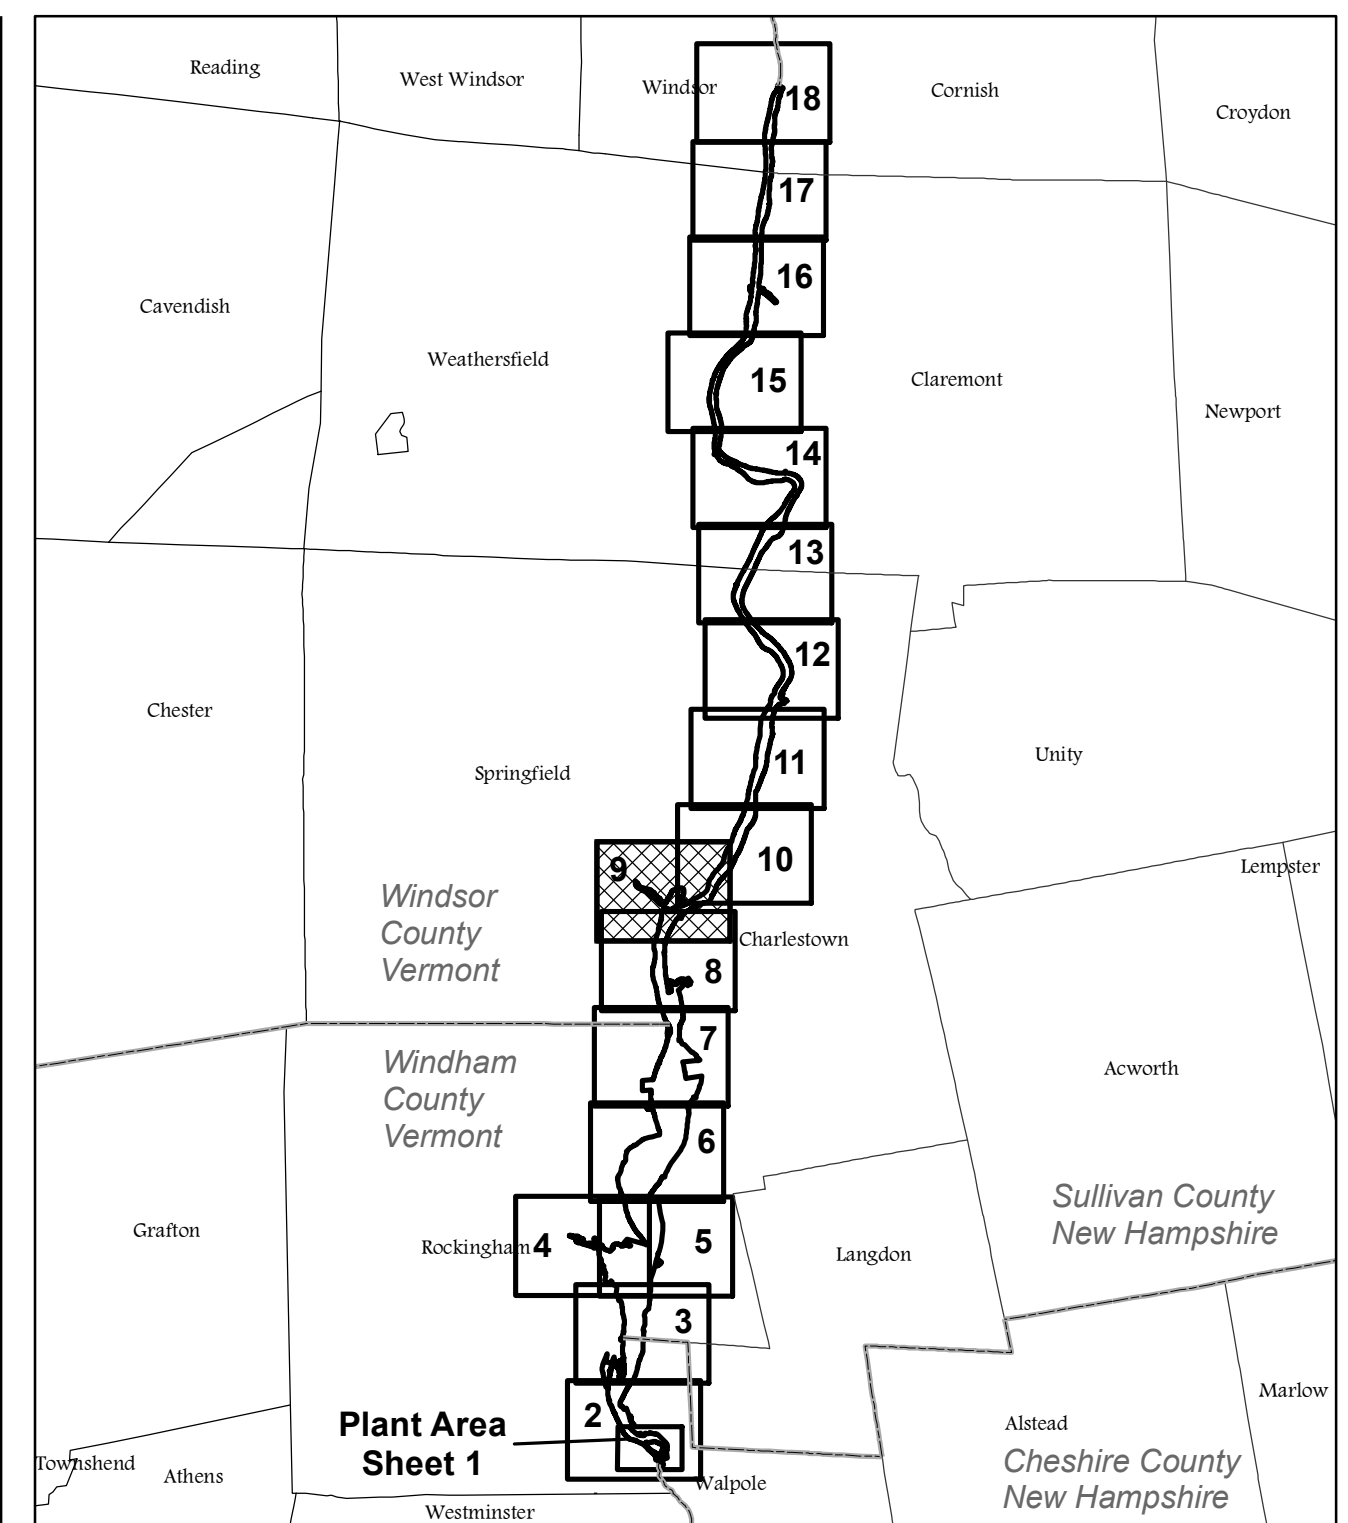 Reading
West Windsor
Windsor
18
Cornish
Croydon
17
16
Cavendish
Weathersfield
15
Claremont
Newport
14
13
12
Chester
11
Unity
Springfield
10
9
Lempster
Windsor
County
Vermont
Charlestown
8
7
Windham
County
Vermont
Acworth
6
Sullivan County
New Hampshire
Grafton
Rockingham
4
5
Langdon
3
Marlow
2
Plant Area
Sheet 1
Alstead
Cheshire County
New Hampshire
Townshend
Athens
Walpole
Westminster